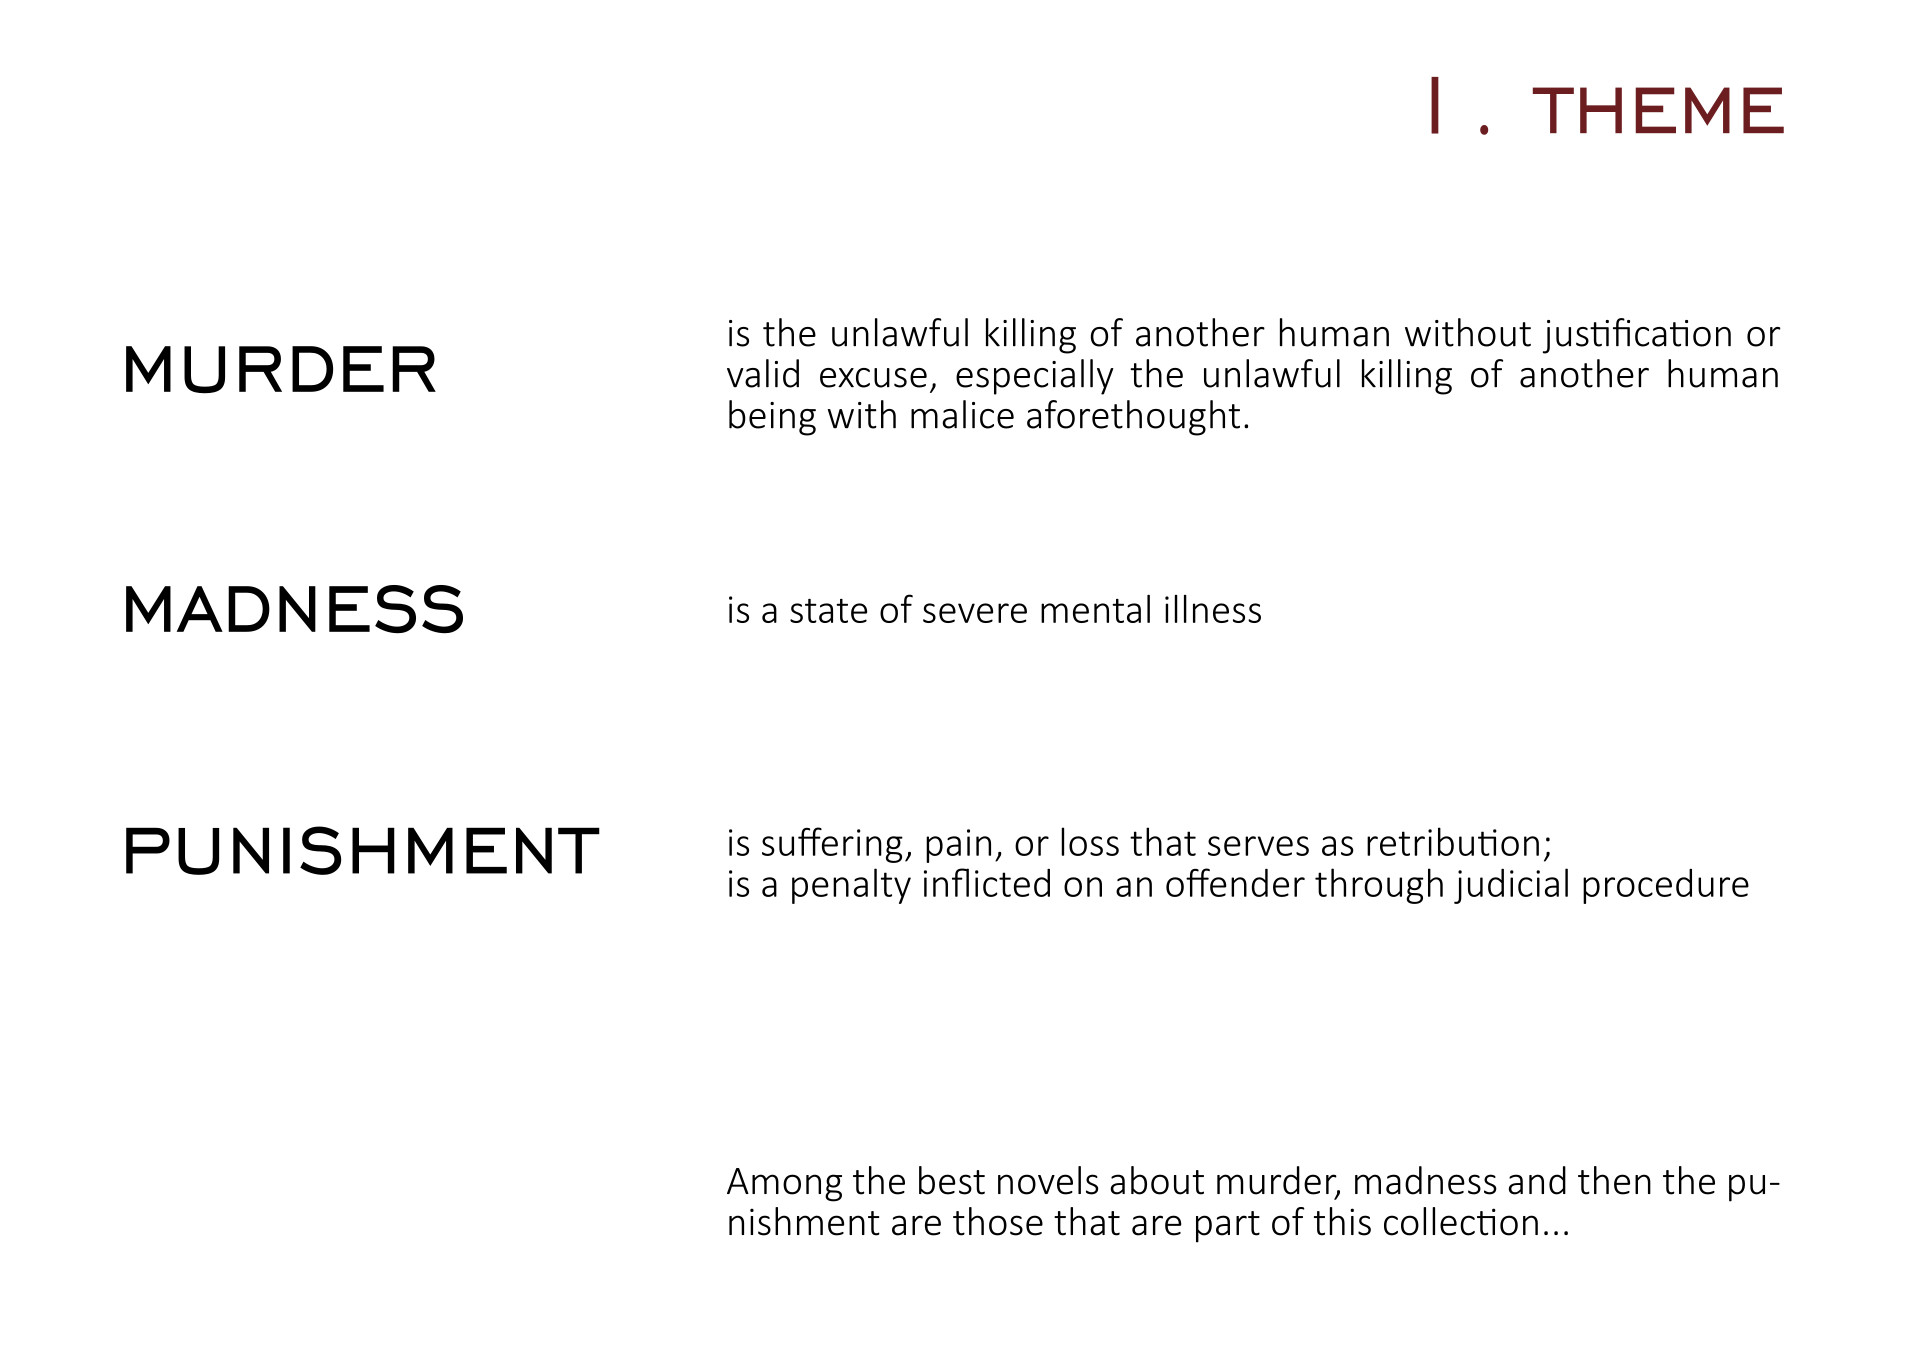 I . THEME
MURDER
is the unlawful killing of another human without justification or
valid excuse, especially the unlawful killing of another human
being with malice aforethought.
MADNESS
is a state of severe mental illness
PUNISHMENT
is suffering, pain, or loss that serves as retribution;
is a penalty inflicted on an offender through judicial procedure
Among the best novels about murder, madness and then the pu-
nishment are those that are part of this collection...